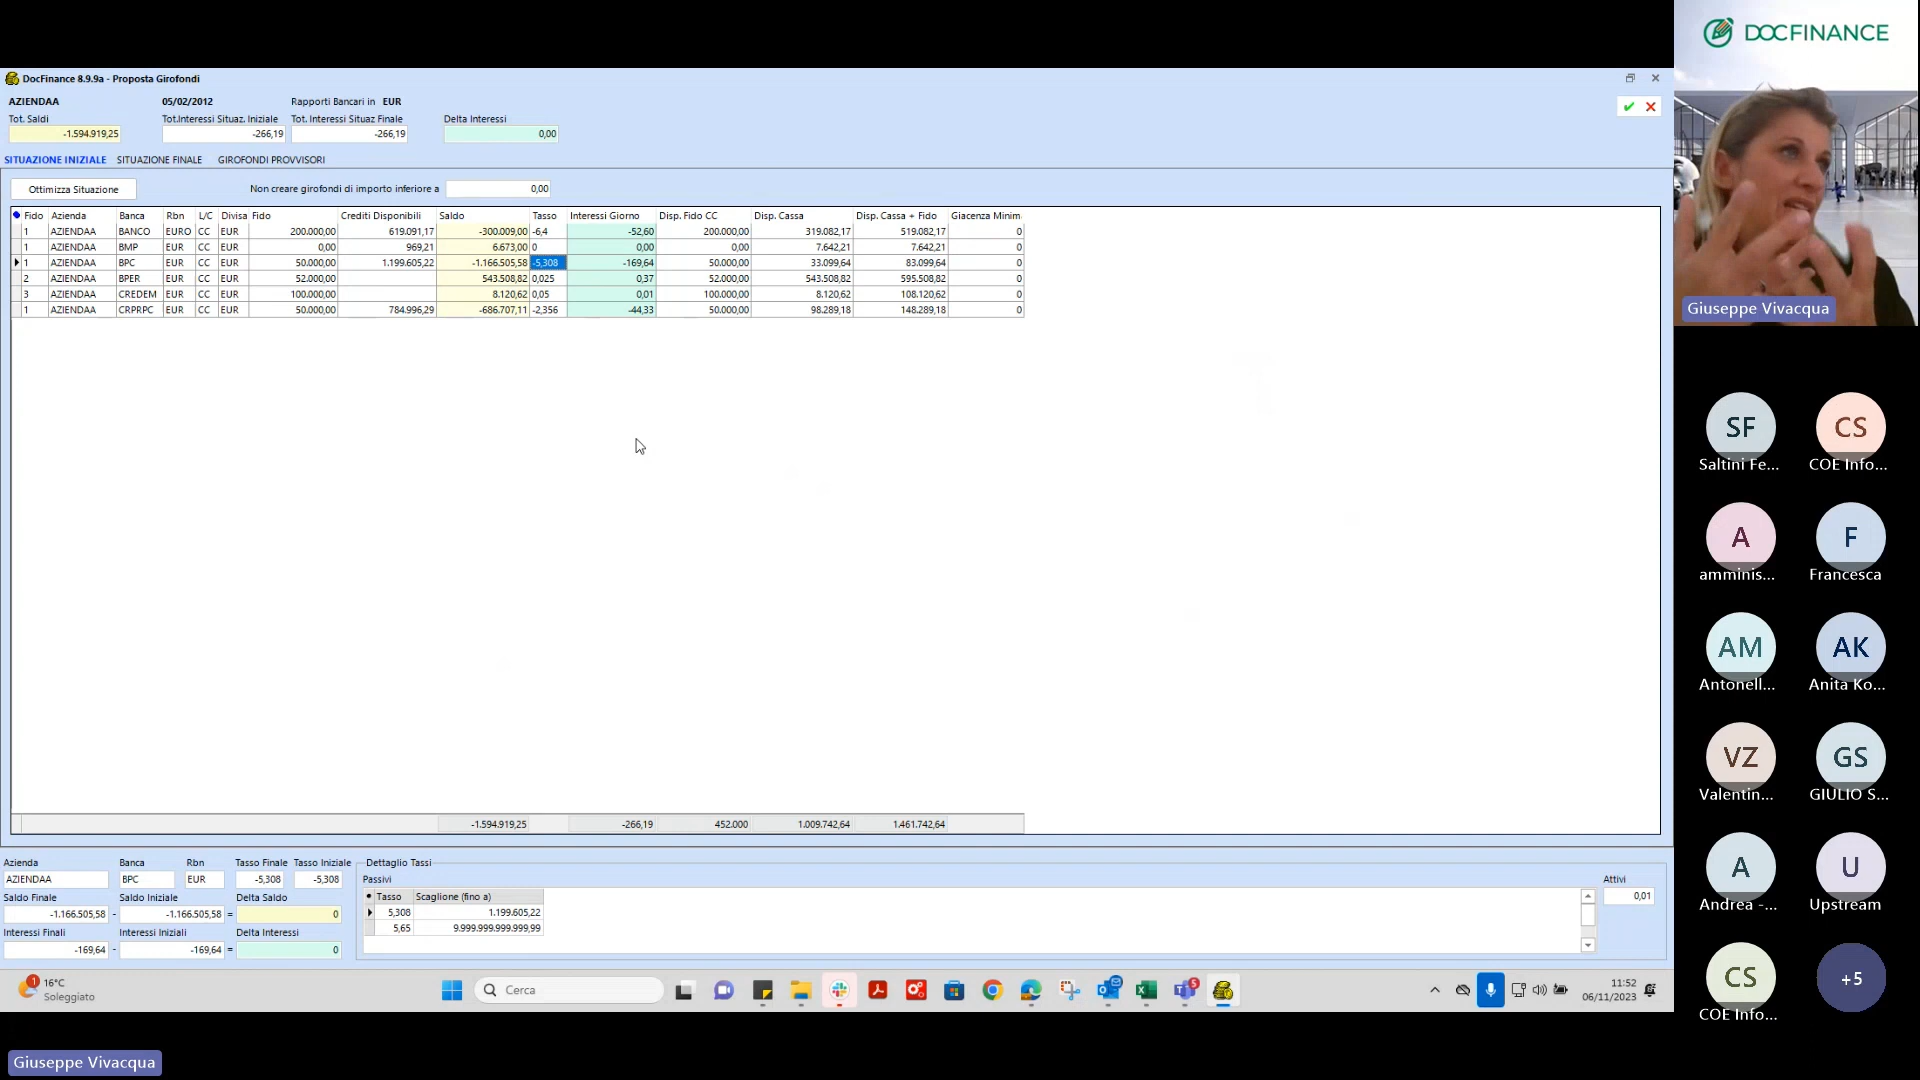 DOCFINANCE
DocFinance 8.9.9a - Proposta Girofondi
AZIENDAA 05/02/2012 Rapporti Bancari in EUR
Tot. Saldi Tot.Interessi Situaz. Iniziale Tot. Interessi Situaz Finale Delta Interessi
-1.594.919,25 -266,19 -266,19 0,00
SITUAZIONE INIZIALE SITUAZIONE FINALE GIROFONDI PROVVISORI
Ottimizza Situazione Non creare girofondi di importo inferiore a 0,00
Fido Azienda Banca Rbn L/C Divisa Fido Crediti Disponibili Saldo Tasso Interessi Giorno Disp. Fido CC Disp. Cassa Disp. Cassa + Fido Giacenza Minim
1 AZIENDAA BANCO EURO CC EUR 200.000,00 619.091,17 -300.009,00 -6,4 -52,60 200.000,00 319.082,17 519.082,17 0
1 AZIENDAA BMP EUR CC EUR 0,00 969,21 6.673,00 0 0,00 0,00 7.642,21 7.642,21 0
1 AZIENDAA BPC EUR CC EUR 50.000,00 1.199.605,22 -1.166.505,58 -5,308 -169,64 50.000,00 33.099,64 83.099,64 0
2 AZIENDAA BPER EUR CC EUR 52.000,00 543.508,82 0,025 0,37 52.000,00 543.508,82 595.508,82 0
3 AZIENDAA CREDEM EUR CC EUR 100.000,00 8.120,62 0,05 0,01 100.000,00 8.120,62 108.120,62 0
1 AZIENDAA CRPRPC EUR CC EUR 50.000,00 784.996,29 -686.707,11 -2,356 -44,33 50.000,00 98.289,18 148.289,18 0
-1.594.919,25 -266,19 452.000 1.009.742,64 1.461.742,64
Azienda Banca Rbn Tasso Finale Tasso Iniziale
AZIENDAA BPC EUR -5,308 -5,308
Saldo Finale Saldo Iniziale Delta Saldo
-1.166.505,58 - -1.166.505,58 = 0
Interessi Finali Interessi Iniziali Delta Interessi
-169,64 - -169,64 = 0
Dettaglio Tassi
Passivi Attivi
Tasso Scaglione (fino a) 0,01
5,308 1.199.605,22
5,65 9.999.999.999.999,99
1 16°C
Soleggiato
Cerca
5
11:52
06/11/2023
Giuseppe Vivacqua
SF CS
Saltini Fe... COE Info...
A F
amminis... Francesca
AM AK
Antonell... Anita Ko...
VZ GS
Valentin... GIULIO S...
A U
Andrea -... Upstream
CS +5
COE Info...
Giuseppe Vivacqua